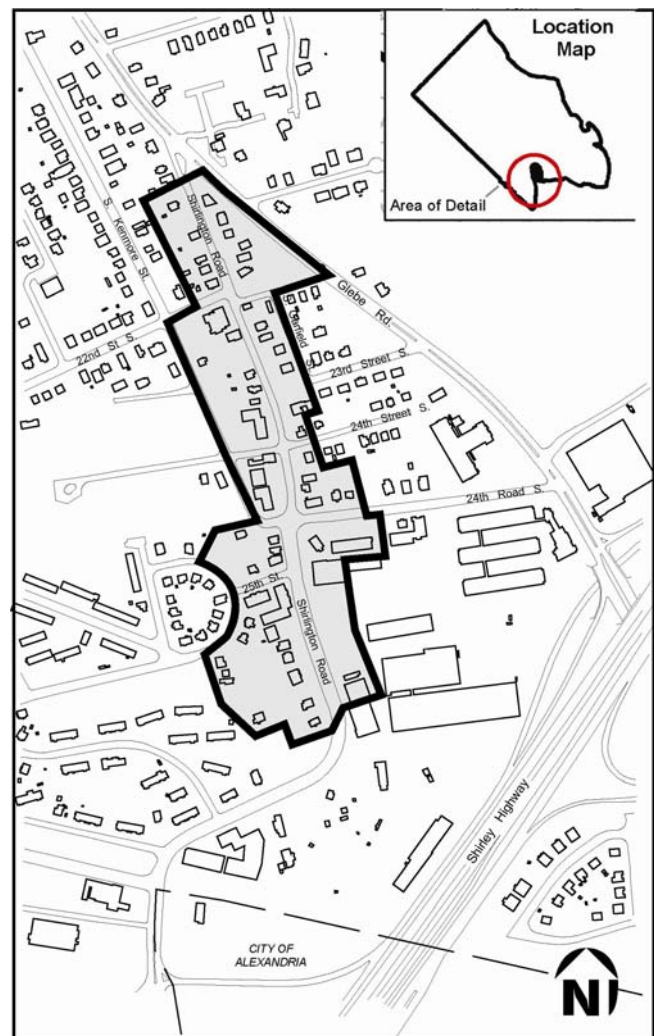 Location
Map
Area of Detail
S. Kenmore St.
Shirlington Road
Glebe Rd.
S. Garfield St.
22nd St S.
23rd Street S.
24th Street S.
24th Road S.
25th St.
Shirlington Road
Shirley Highway
CITY OF
ALEXANDRIA
N